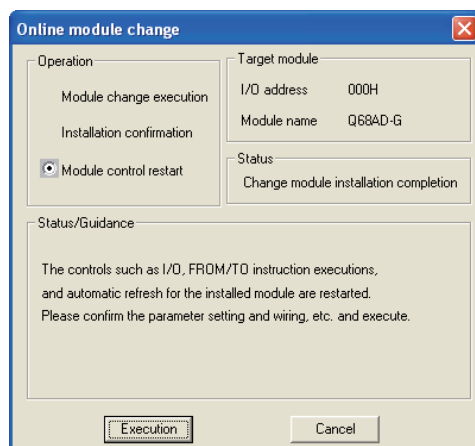 Online module change
Operation
Module change execution
Installation confirmation
Module control restart
Target module
I/O address 000H
Module name Q68AD-G
Status
Change module installation completion
Status/Guidance
The controls such as I/O, FROM/TO instruction executions,
and automatic refresh for the installed module are restarted.
Please confirm the parameter setting and wiring, etc. and execute.
Execution Cancel